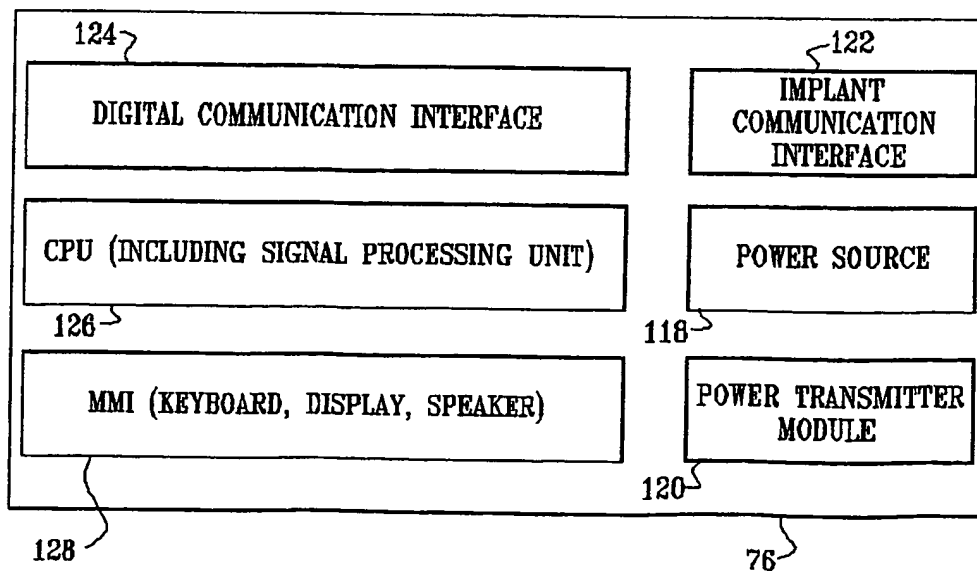 124
122
DIGITAL COMMUNICATION INTERFACE
IMPLANT
COMMUNICATION
INTERFACE
CPU (INCLUDING SIGNAL PROCESSING UNIT)
POWER SOURCE
126
118
MMI (KEYBOARD, DISPLAY, SPEAKER)
POWER TRANSMITTER
MODULE
120
128
76